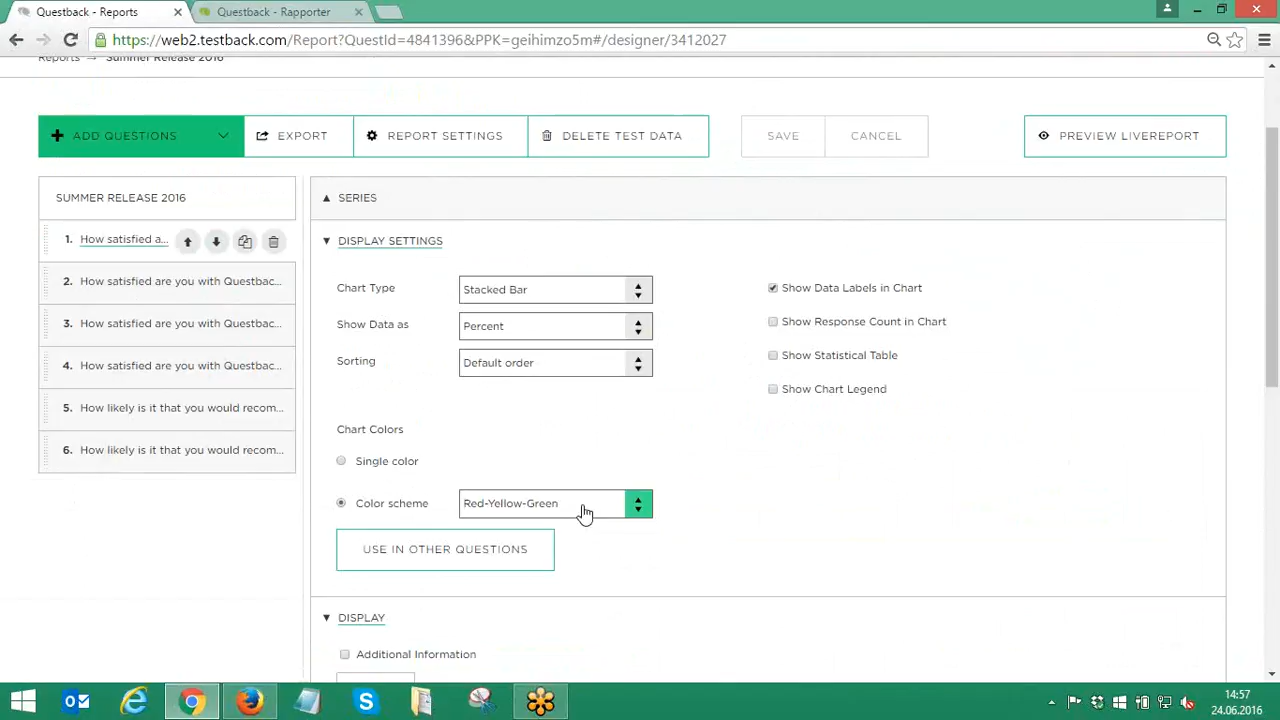 Questback - Reports
Questback - Rapporter
https://web2.testback.com/Report?QuestId=4841396&PPK=geihimzo5m#/designer/3412027
Reports → Summer Release 2016
ADD QUESTIONS
EXPORT
REPORT SETTINGS
DELETE TEST DATA
SAVE
CANCEL
PREVIEW LIVEREPORT
SUMMER RELEASE 2016
1. How satisfied a...
2. How satisfied are you with Questbac...
3. How satisfied are you with Questbac...
4. How satisfied are you with Questbac...
5. How likely is it that you would recom...
6. How likely is it that you would recom...
SERIES
DISPLAY SETTINGS
Chart Type
Stacked Bar
Show Data as
Percent
Sorting
Default order
Show Data Labels in Chart
Show Response Count in Chart
Show Statistical Table
Show Chart Legend
Chart Colors
Single color
Color scheme
Red-Yellow-Green
USE IN OTHER QUESTIONS
DISPLAY
Additional Information
14:57
24.06.2016